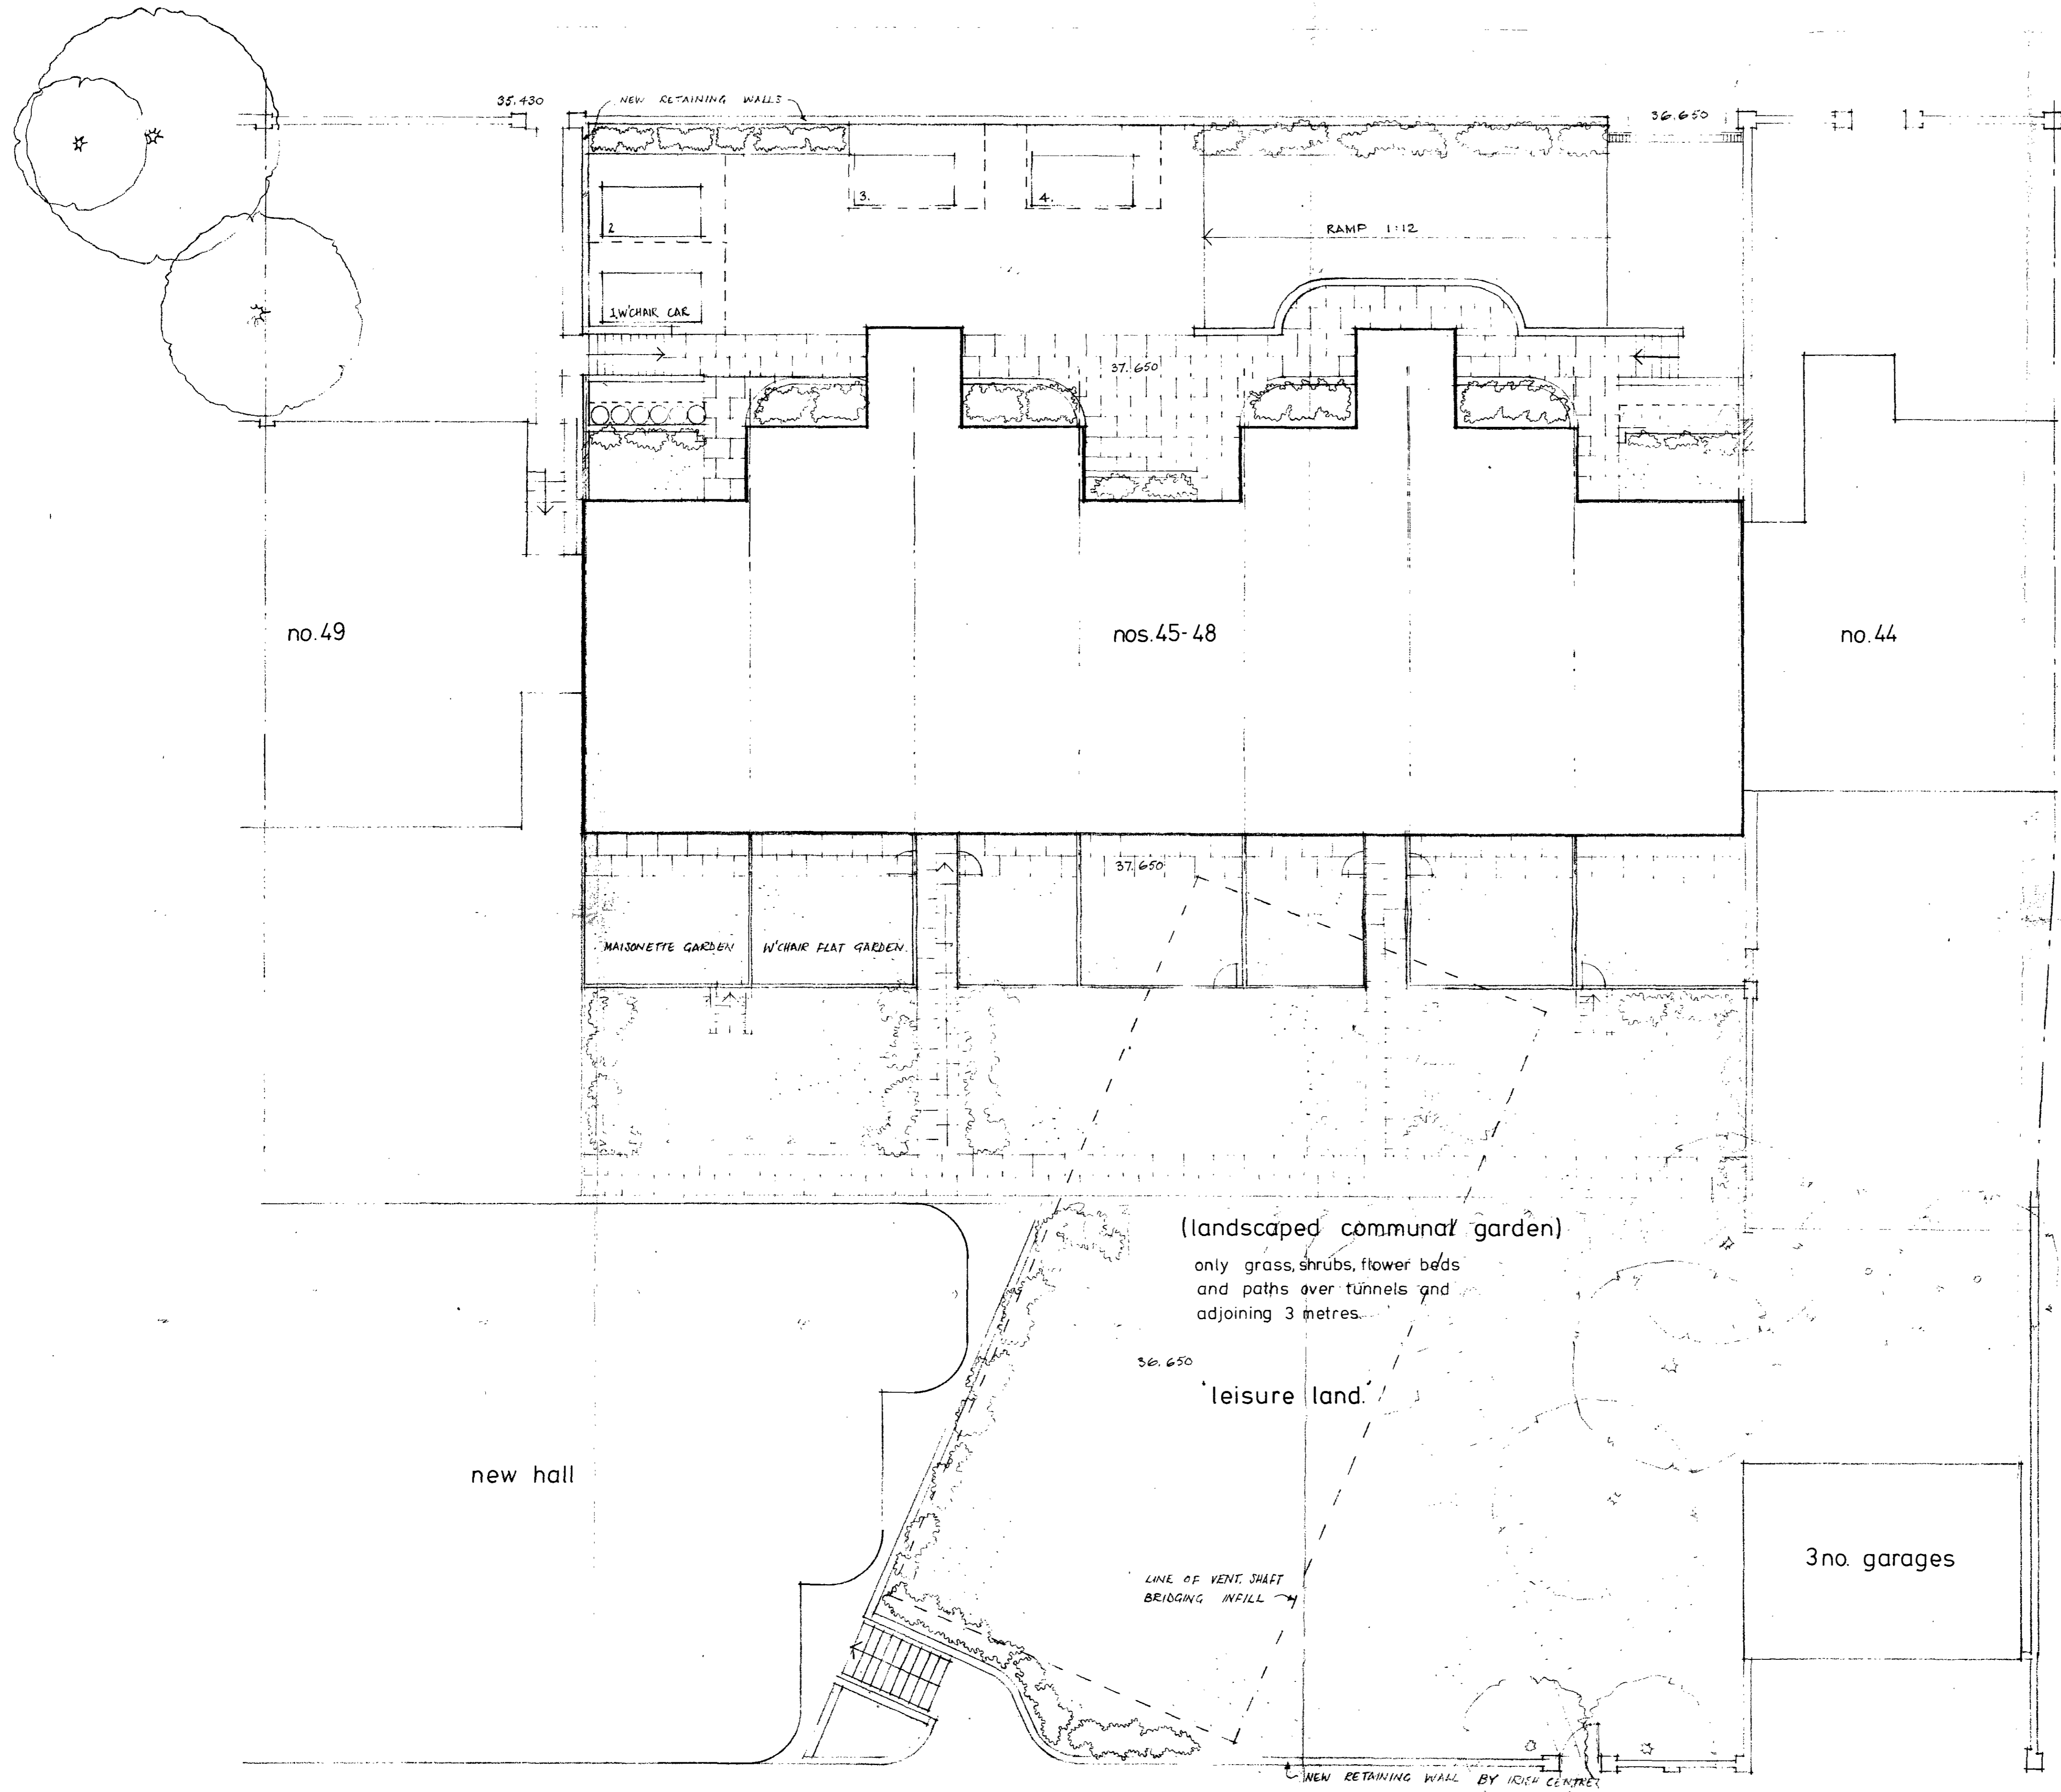 35.430
NEW RETAINING WALLS
36.650
3.
4.
2
RAMP 1:12
1.W'CHAIR CAR
37.650
no.49
nos.45-48
no.44
37.650
MAISONETTE GARDEN
W'CHAIR FLAT GARDEN.
(landscaped communal garden)
only grass, shrubs, flower beds
and paths over tunnels and
adjoining 3 metres.
36.650
'leisure land.'
new hall
3no. garages
LINE OF VENT. SHAFT
BRIDGING INFILL
NEW RETAINING WALL BY IRISH CENTRE